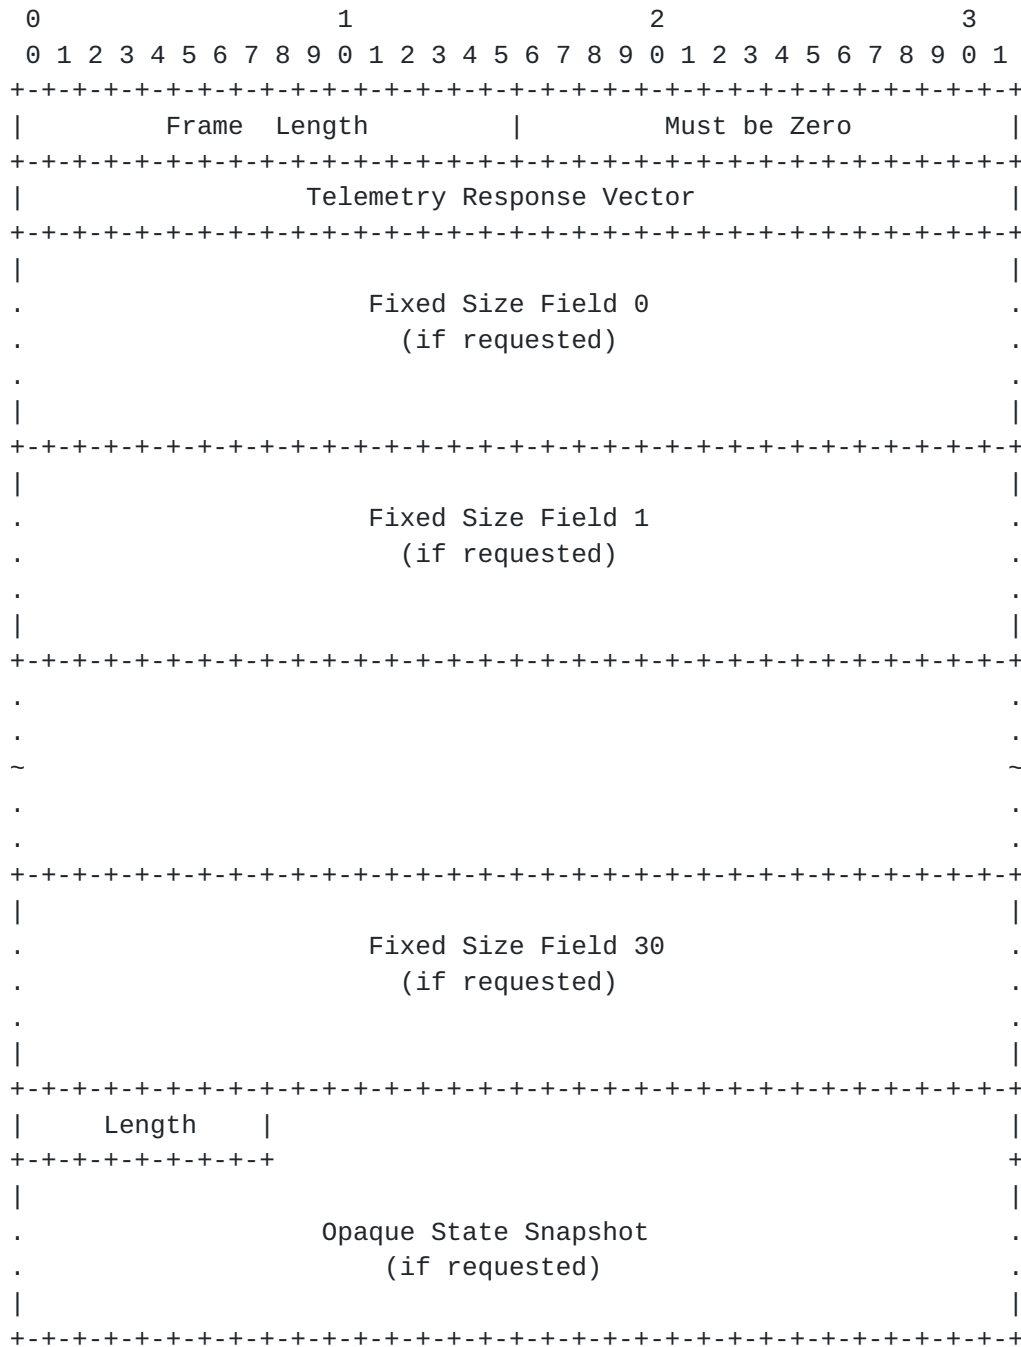 0                   1                   2                   3
 0 1 2 3 4 5 6 7 8 9 0 1 2 3 4 5 6 7 8 9 0 1 2 3 4 5 6 7 8 9 0 1
+-+-+-+-+-+-+-+-+-+-+-+-+-+-+-+-+-+-+-+-+-+-+-+-+-+-+-+-+-+-+-+-+
|         Frame  Length         |         Must be Zero          |
+-+-+-+-+-+-+-+-+-+-+-+-+-+-+-+-+-+-+-+-+-+-+-+-+-+-+-+-+-+-+-+-+
|                  Telemetry Response Vector                    |
+-+-+-+-+-+-+-+-+-+-+-+-+-+-+-+-+-+-+-+-+-+-+-+-+-+-+-+-+-+-+-+-+
|                                                               |
.                      Fixed Size Field 0                       .
.                        (if requested)                         .
.                                                               .
|                                                               |
+-+-+-+-+-+-+-+-+-+-+-+-+-+-+-+-+-+-+-+-+-+-+-+-+-+-+-+-+-+-+-+-+
|                                                               |
.                      Fixed Size Field 1                       .
.                        (if requested)                         .
.                                                               .
|                                                               |
+-+-+-+-+-+-+-+-+-+-+-+-+-+-+-+-+-+-+-+-+-+-+-+-+-+-+-+-+-+-+-+-+
.                                                               .
.                                                               .
~                                                               ~
.                                                               .
.                                                               .
+-+-+-+-+-+-+-+-+-+-+-+-+-+-+-+-+-+-+-+-+-+-+-+-+-+-+-+-+-+-+-+-+
|                                                               |
.                      Fixed Size Field 30                      .
.                        (if requested)                         .
.                                                               .
|                                                               |
+-+-+-+-+-+-+-+-+-+-+-+-+-+-+-+-+-+-+-+-+-+-+-+-+-+-+-+-+-+-+-+-+
|     Length    |                                               |
+-+-+-+-+-+-+-+-+                                               +
|                                                               |
.                   Opaque State Snapshot                       .
.                       (if requested)                          .
|                                                               |
+-+-+-+-+-+-+-+-+-+-+-+-+-+-+-+-+-+-+-+-+-+-+-+-+-+-+-+-+-+-+-+-+